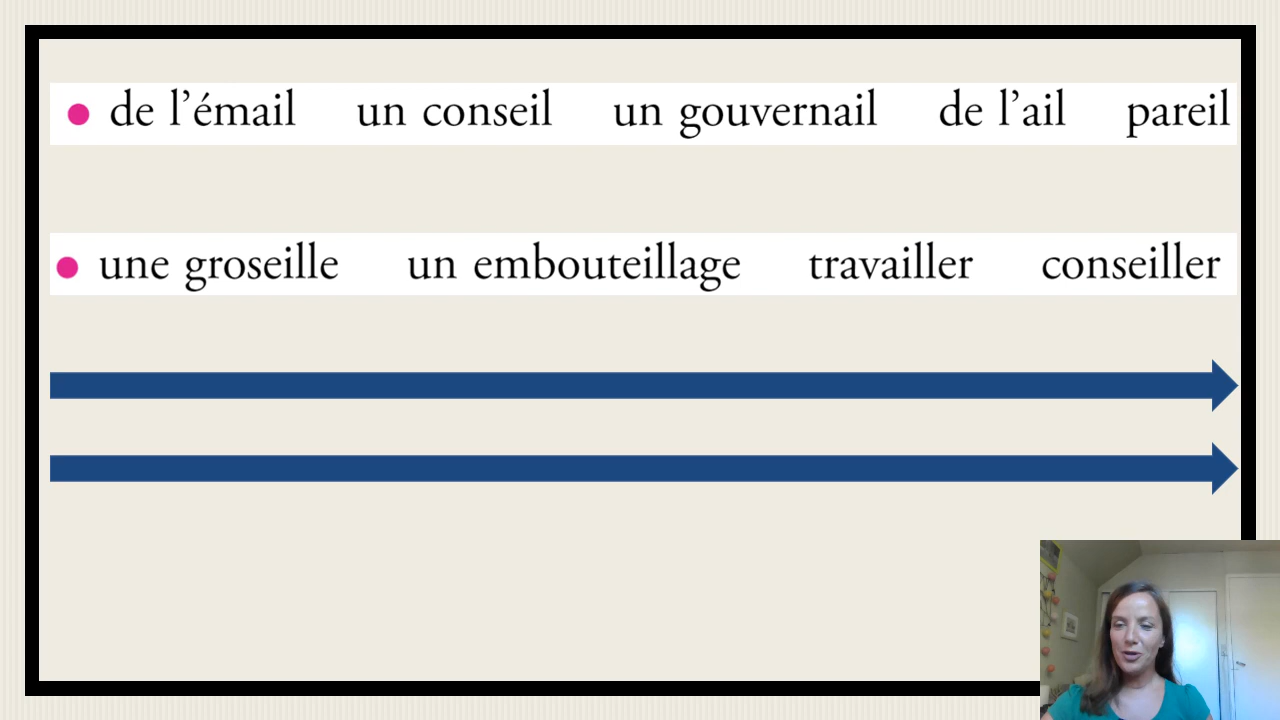 • de l’émail un conseil un gouvernail de l’ail pareil
• une groseille un embouteillage travailler conseiller